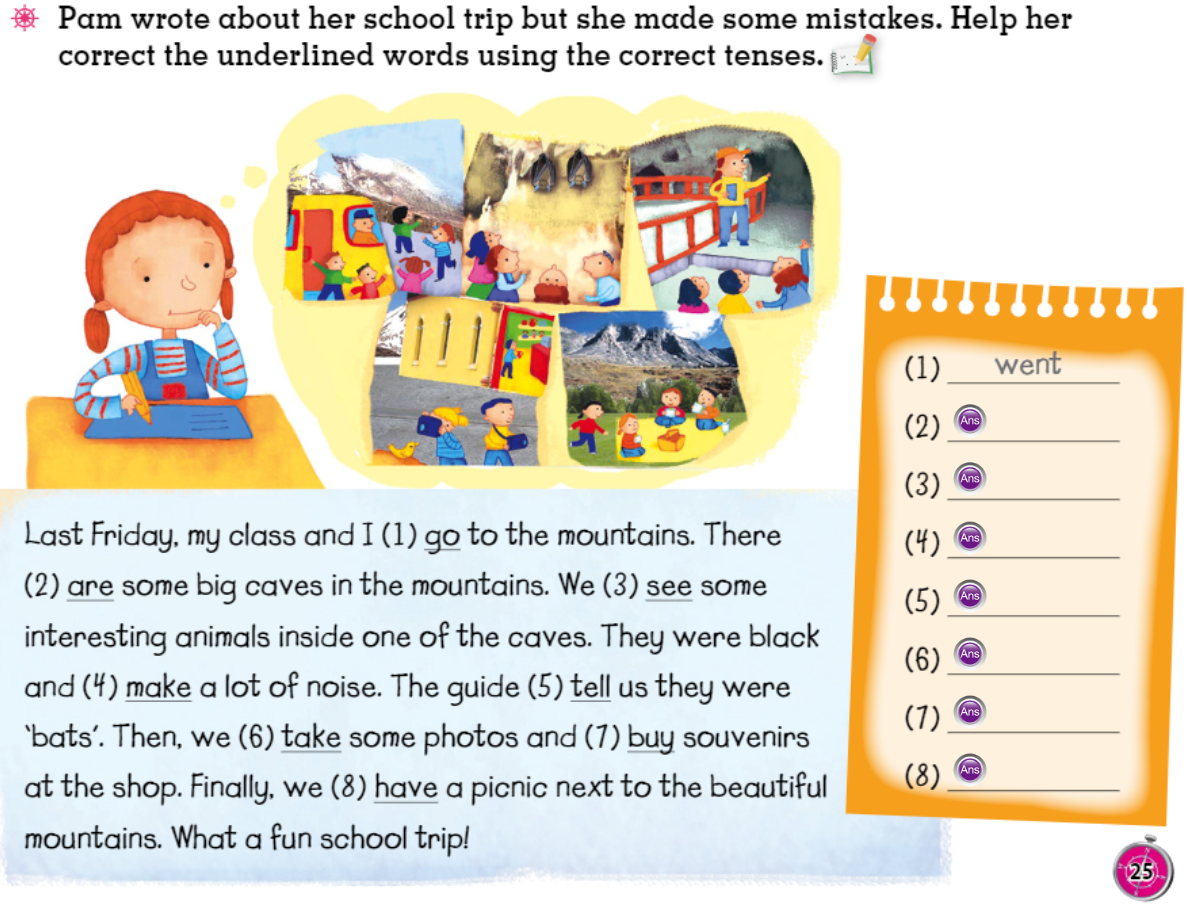 Pam wrote about her school trip but she made some mistakes. Help her
correct the underlined words using the correct tenses.
(1) went
(2) Ans
(3) Ans
(4) Ans
(5) Ans
(6) Ans
(7) Ans
(8) Ans
Last Friday, my class and I (1) go to the mountains. There
(2) are some big caves in the mountains. We (3) see some
interesting animals inside one of the caves. They were black
and (4) make a lot of noise. The guide (5) tell us they were
'bats'. Then, we (6) take some photos and (7) buy souvenirs
at the shop. Finally, we (8) have a picnic next to the beautiful
mountains. What a fun school trip!
25